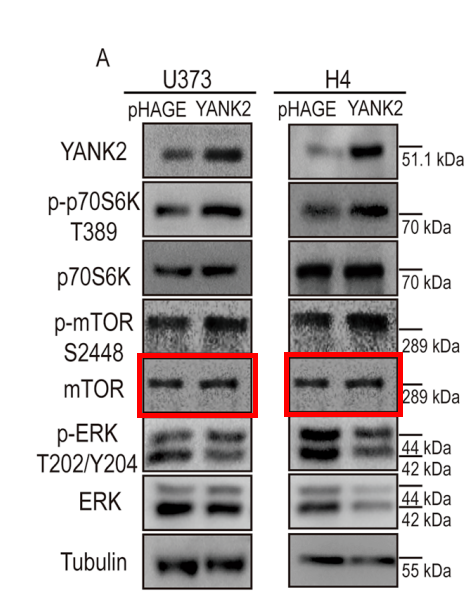 A
U373 H4
pHAGE YANK2 pHAGE YANK2
YANK2 51.1 kDa
p-p70S6K
T389 70 kDa
p70S6K 70 kDa
p-mTOR
S2448 289 kDa
mTOR 289 kDa
p-ERK 44 kDa
T202/Y204 42 kDa
ERK 44 kDa
42 kDa
Tubulin 55 kDa